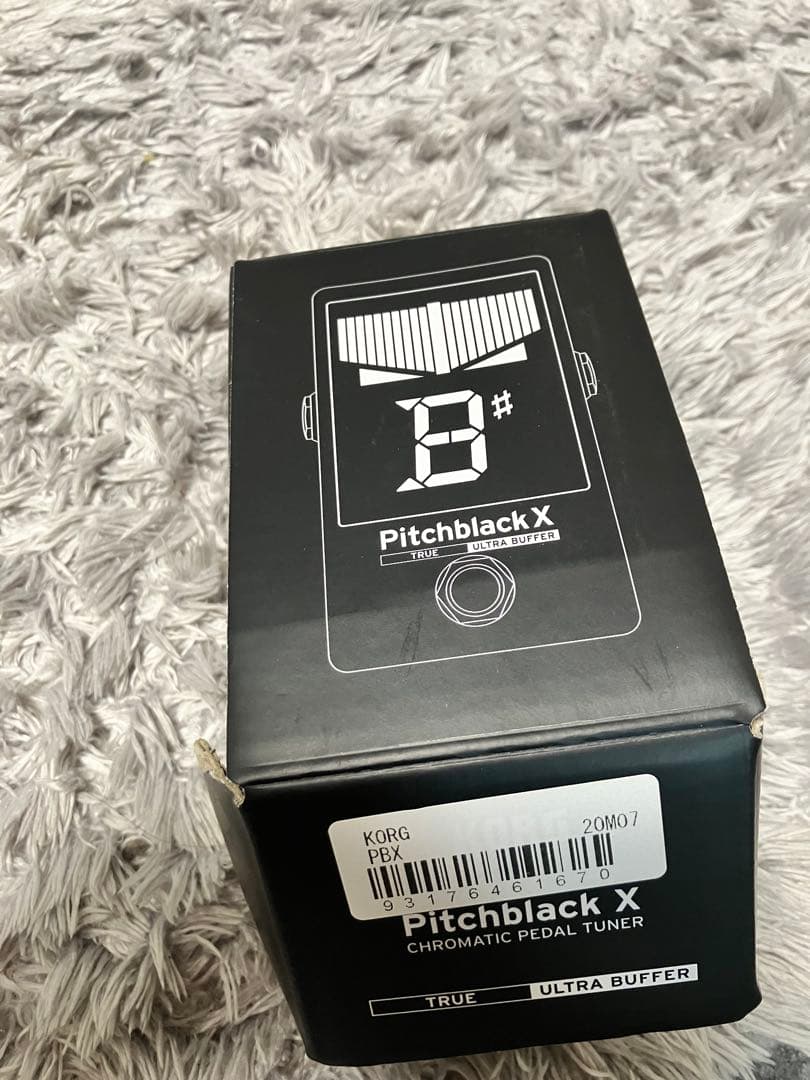 B#
Pitchblack X
TRUE ULTRA BUFFER
KORG 20M07
PBX
93176461670
Pitchblack X
CHROMATIC PEDAL TUNER
TRUE ULTRA BUFFER